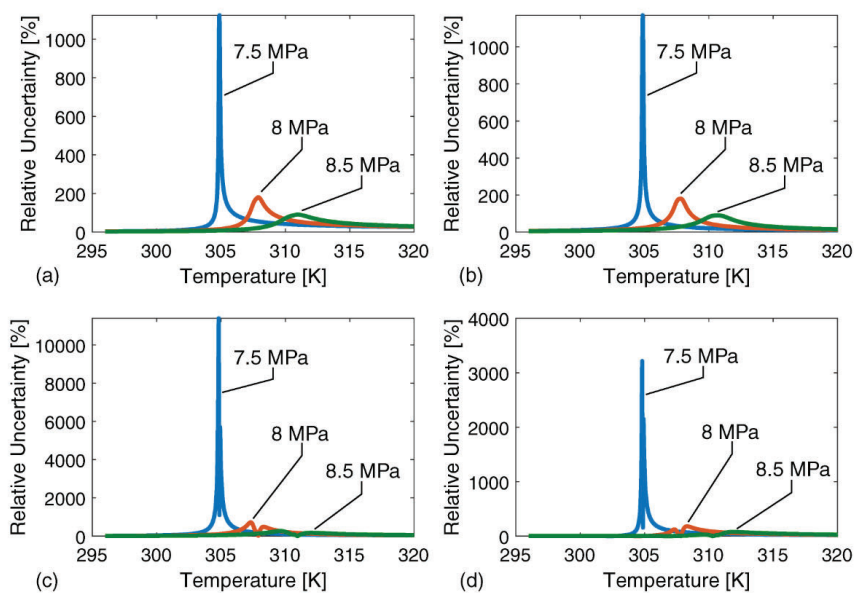 Relative Uncertainty [%]
1000
800
600
400
200
0
7.5 MPa
8 MPa
8.5 MPa
295 300 305 310 315 320
(a) Temperature [K]
Relative Uncertainty [%]
1000
800
600
400
200
0
7.5 MPa
8 MPa
8.5 MPa
295 300 305 310 315 320
(b) Temperature [K]
Relative Uncertainty [%]
10000
8000
6000
4000
2000
0
7.5 MPa
8 MPa
8.5 MPa
295 300 305 310 315 320
(c) Temperature [K]
Relative Uncertainty [%]
4000
3000
2000
1000
0
7.5 MPa
8 MPa
8.5 MPa
295 300 305 310 315 320
(d) Temperature [K]